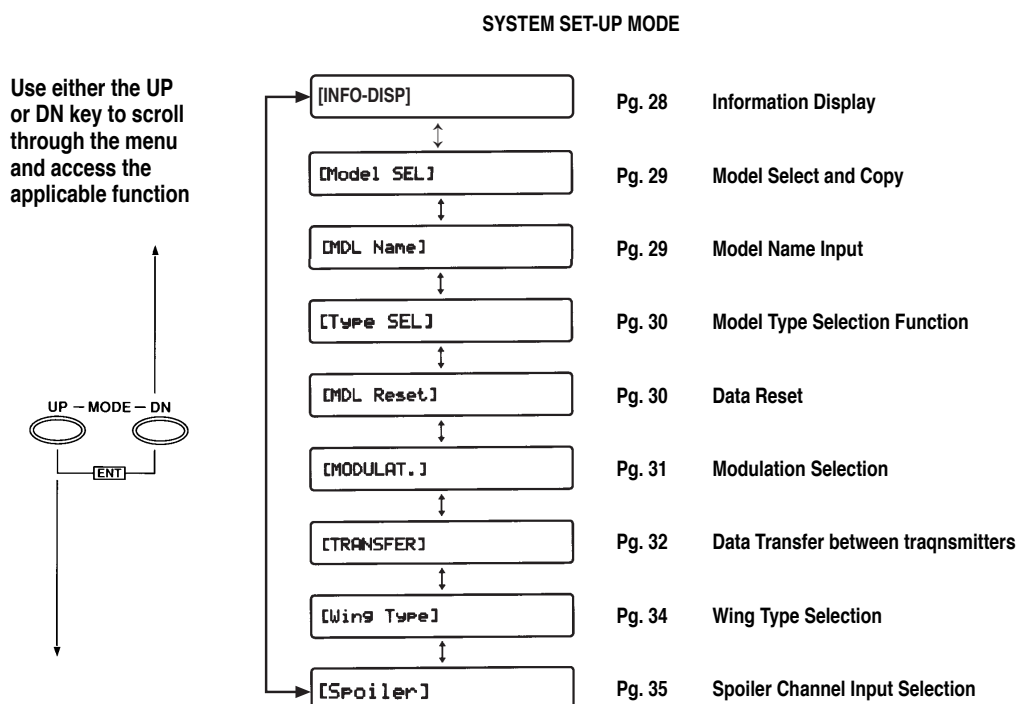 SYSTEM SET-UP MODE
Use either the UP
or DN key to scroll
through the menu
and access the
applicable function
UP – MODE – DN
ENT
[INFO-DISP] Pg. 28 Information Display
[Model SEL] Pg. 29 Model Select and Copy
[MDL Name] Pg. 29 Model Name Input
[Type SEL] Pg. 30 Model Type Selection Function
[MDL Reset] Pg. 30 Data Reset
[MODULAT.] Pg. 31 Modulation Selection
[TRANSFER] Pg. 32 Data Transfer between traqnsmitters
[Wing Type] Pg. 34 Wing Type Selection
[Spoiler] Pg. 35 Spoiler Channel Input Selection